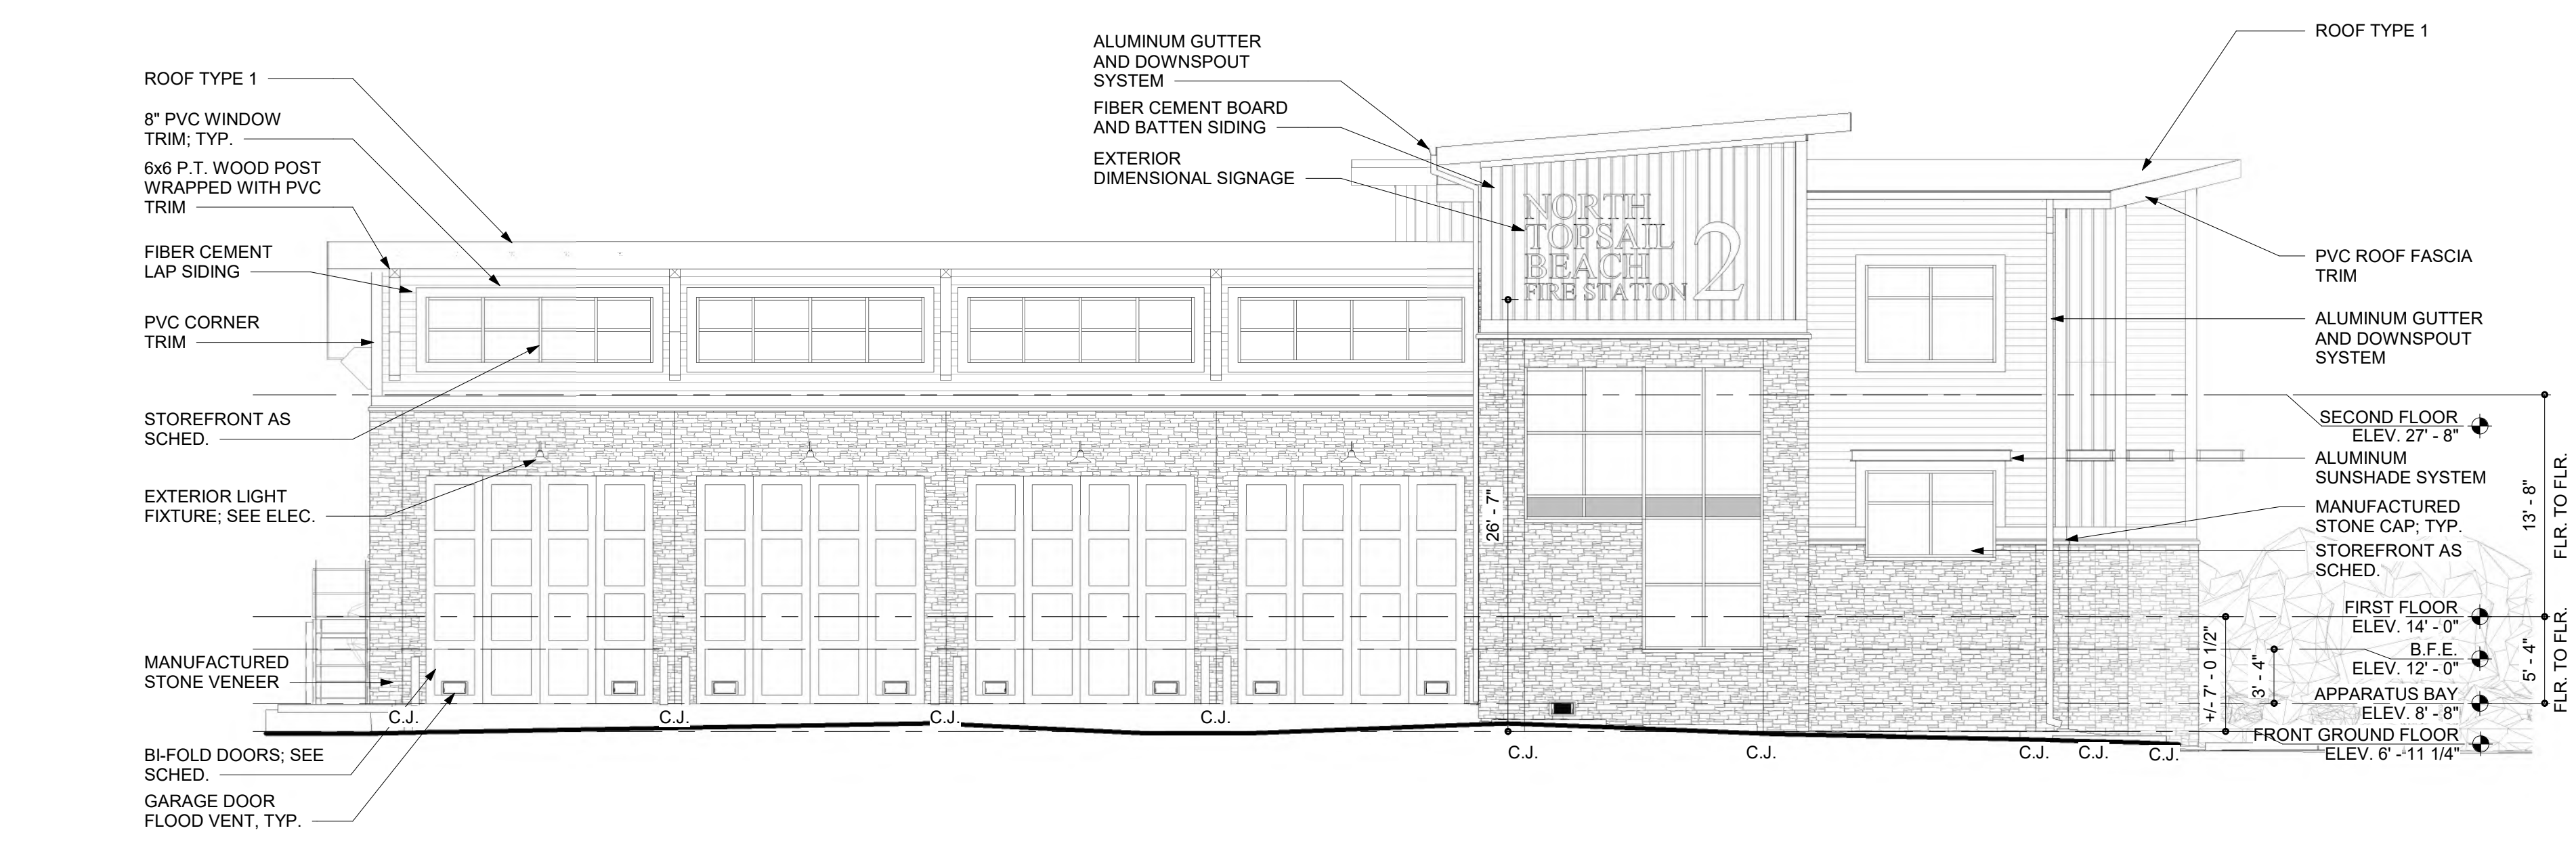 ROOF TYPE 1
8" PVC WINDOW
TRIM; TYP.
6x6 P.T. WOOD POST
WRAPPED WITH PVC
TRIM
FIBER CEMENT
LAP SIDING
PVC CORNER
TRIM
STOREFRONT AS
SCHED.
EXTERIOR LIGHT
FIXTURE; SEE ELEC.
MANUFACTURED
STONE VENEER
BI-FOLD DOORS; SEE
SCHED.
GARAGE DOOR
FLOOD VENT, TYP.
C.J.
C.J.
C.J.
C.J.
ALUMINUM GUTTER
AND DOWNSPOUT
SYSTEM
FIBER CEMENT BOARD
AND BATTEN SIDING
EXTERIOR
DIMENSIONAL SIGNAGE
NORTH
TOPSAIL
BEACH
FIRE STATION
2
26' - 7"
C.J.
C.J.
C.J.
C.J.
C.J.
ROOF TYPE 1
PVC ROOF FASCIA
TRIM
ALUMINUM GUTTER
AND DOWNSPOUT
SYSTEM
SECOND FLOOR
ELEV. 27' - 8"
ALUMINUM
SUNSHADE SYSTEM
MANUFACTURED
STONE CAP; TYP.
STOREFRONT AS
SCHED.
FIRST FLOOR
ELEV. 14' - 0"
B.F.E.
ELEV. 12' - 0"
APPARATUS BAY
ELEV. 8' - 8"
FRONT GROUND FLOOR
ELEV. 6' - 11 1/4"
+/- 7' - 0 1/2"
3' - 4"
13' - 8"
FLR. TO FLR.
5' - 4"
FLR. TO FLR.